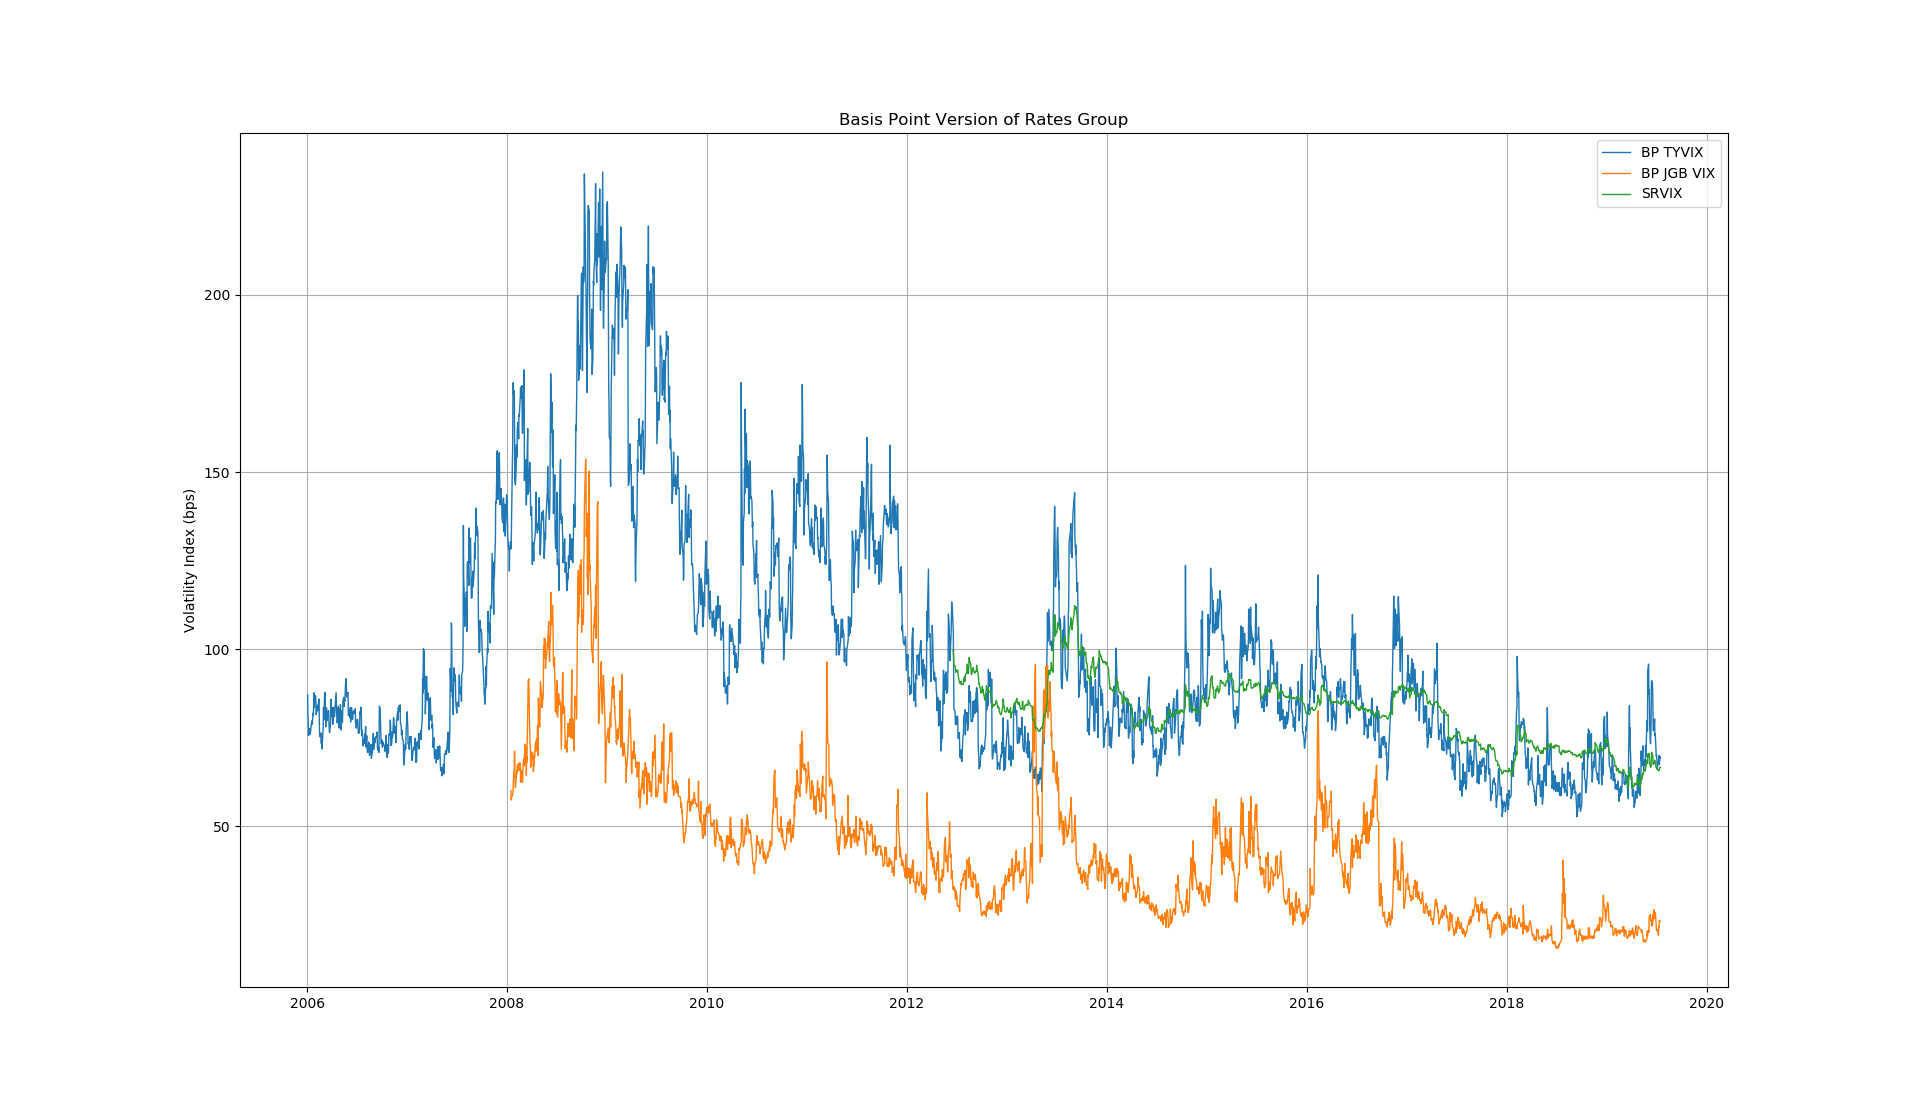 Basis Point Version of Rates Group
BP TYVIX
BP JGB VIX
SRVIX
Volatility Index (bps)
200
150
100
50
2006 2008 2010 2012 2014 2016 2018 2020